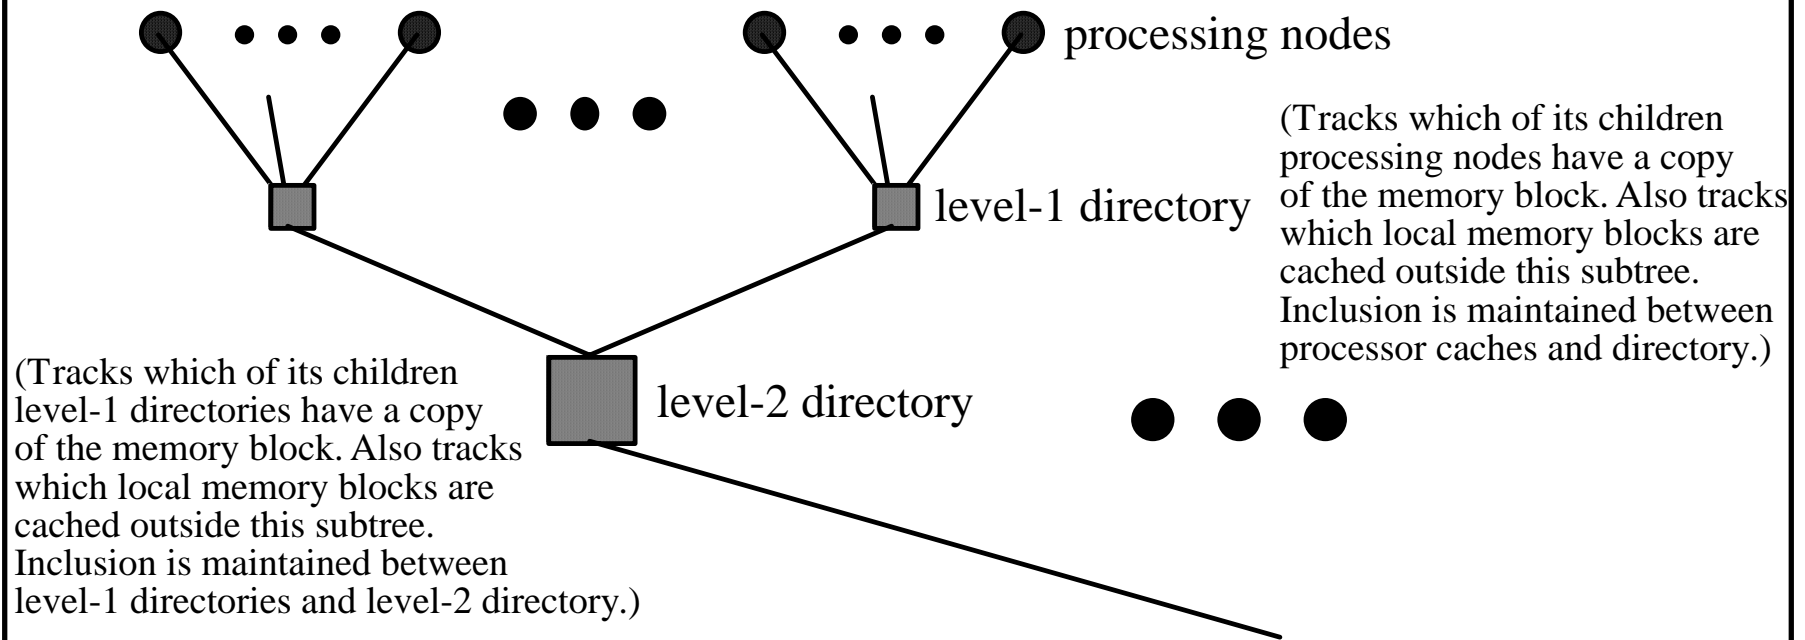 processing nodes
(Tracks which of its children
processing nodes have a copy
of the memory block. Also tracks
which local memory blocks are
cached outside this subtree.
Inclusion is maintained between
processor caches and directory.)
level-1 directory
(Tracks which of its children
level-1 directories have a copy
of the memory block. Also tracks
which local memory blocks are
cached outside this subtree.
Inclusion is maintained between
level-1 directories and level-2 directory.)
level-2 directory